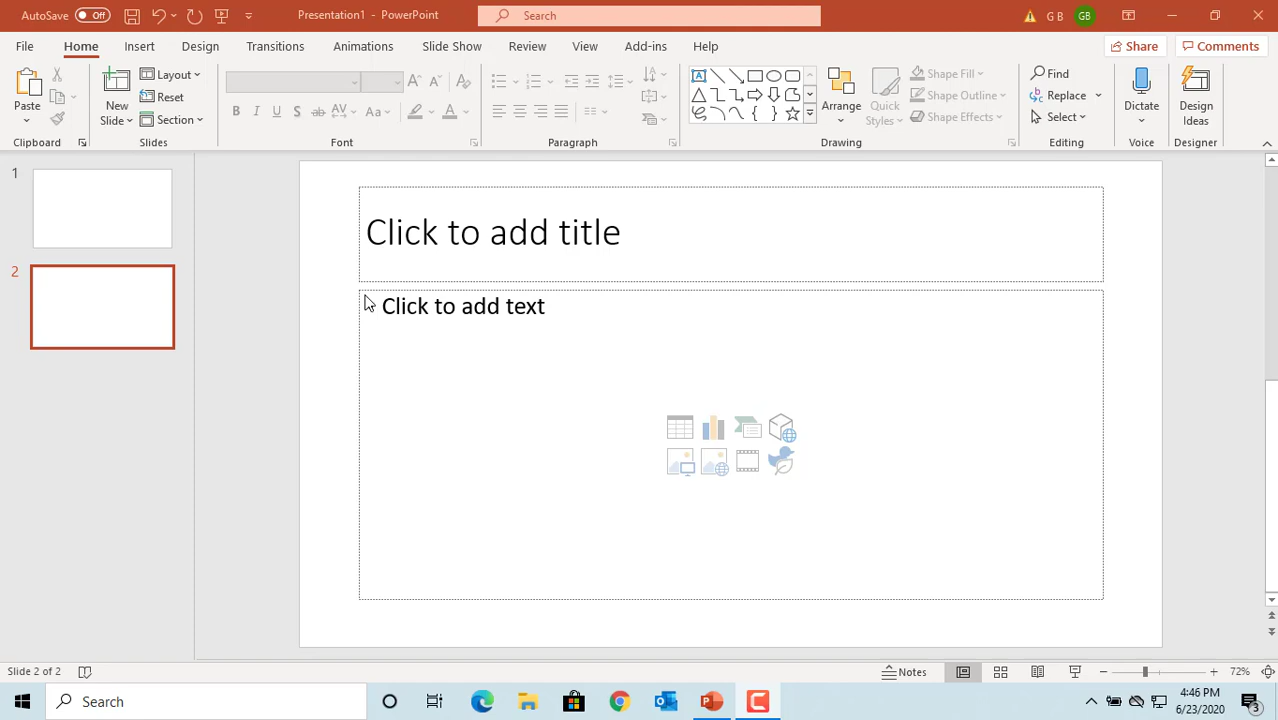 AutoSave Off Presentation1 - PowerPoint Search G B GB
File Home Insert Design Transitions Animations Slide Show Review View Add-ins Help Share Comments
Paste
New
Slide
Layout
Reset
Section
B I U S AV Aa A
A A A
Quick
Styles
Arrange
Shape Fill
Shape Outline
Shape Effects
Find
Replace
Select
Dictate
Design
Ideas
Clipboard Slides Font Paragraph Drawing Editing Voice Designer
1
2
Click to add title
Click to add text
Slide 2 of 2 Notes 72%
Search 4:46 PM
6/23/2020 3